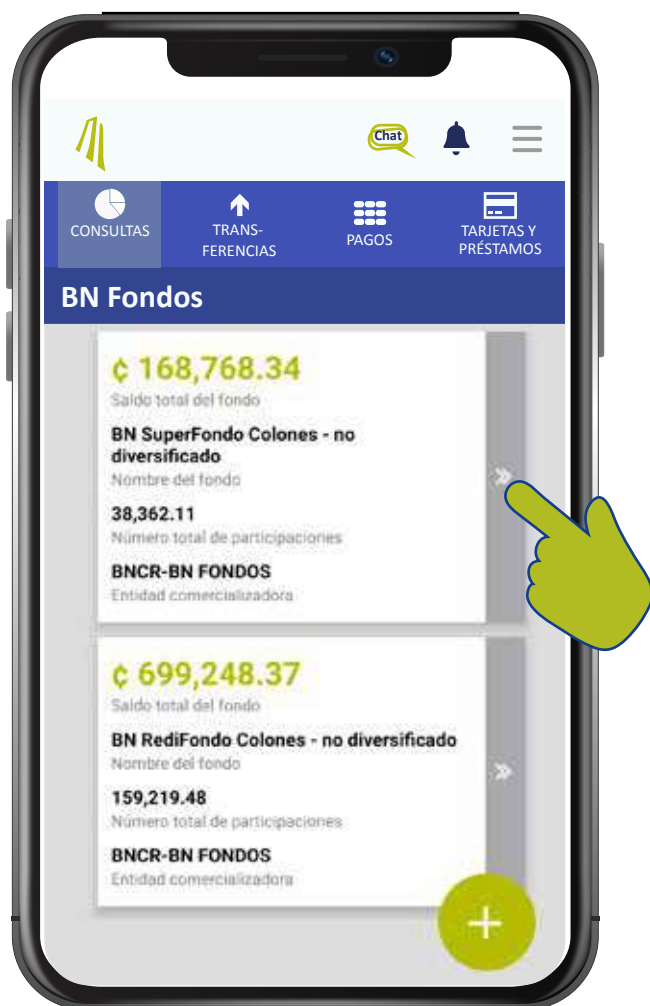 Chat
CONSULTAS
TRANS-
FERENCIAS
PAGOS
TARJETAS Y
PRÉSTAMOS
BN Fondos
₡ 168,768.34
Saldo total del fondo
BN SuperFondo Colones - no
diversificado
Nombre del fondo
38,362.11
Número total de participaciones
BNCR-BN FONDOS
Entidad comercializadora
₡ 699,248.37
Saldo total del fondo
BN RediFondo Colones - no diversificado
Nombre del fondo
159,219.48
Número total de participaciones
BNCR-BN FONDOS
Entidad comercializadora